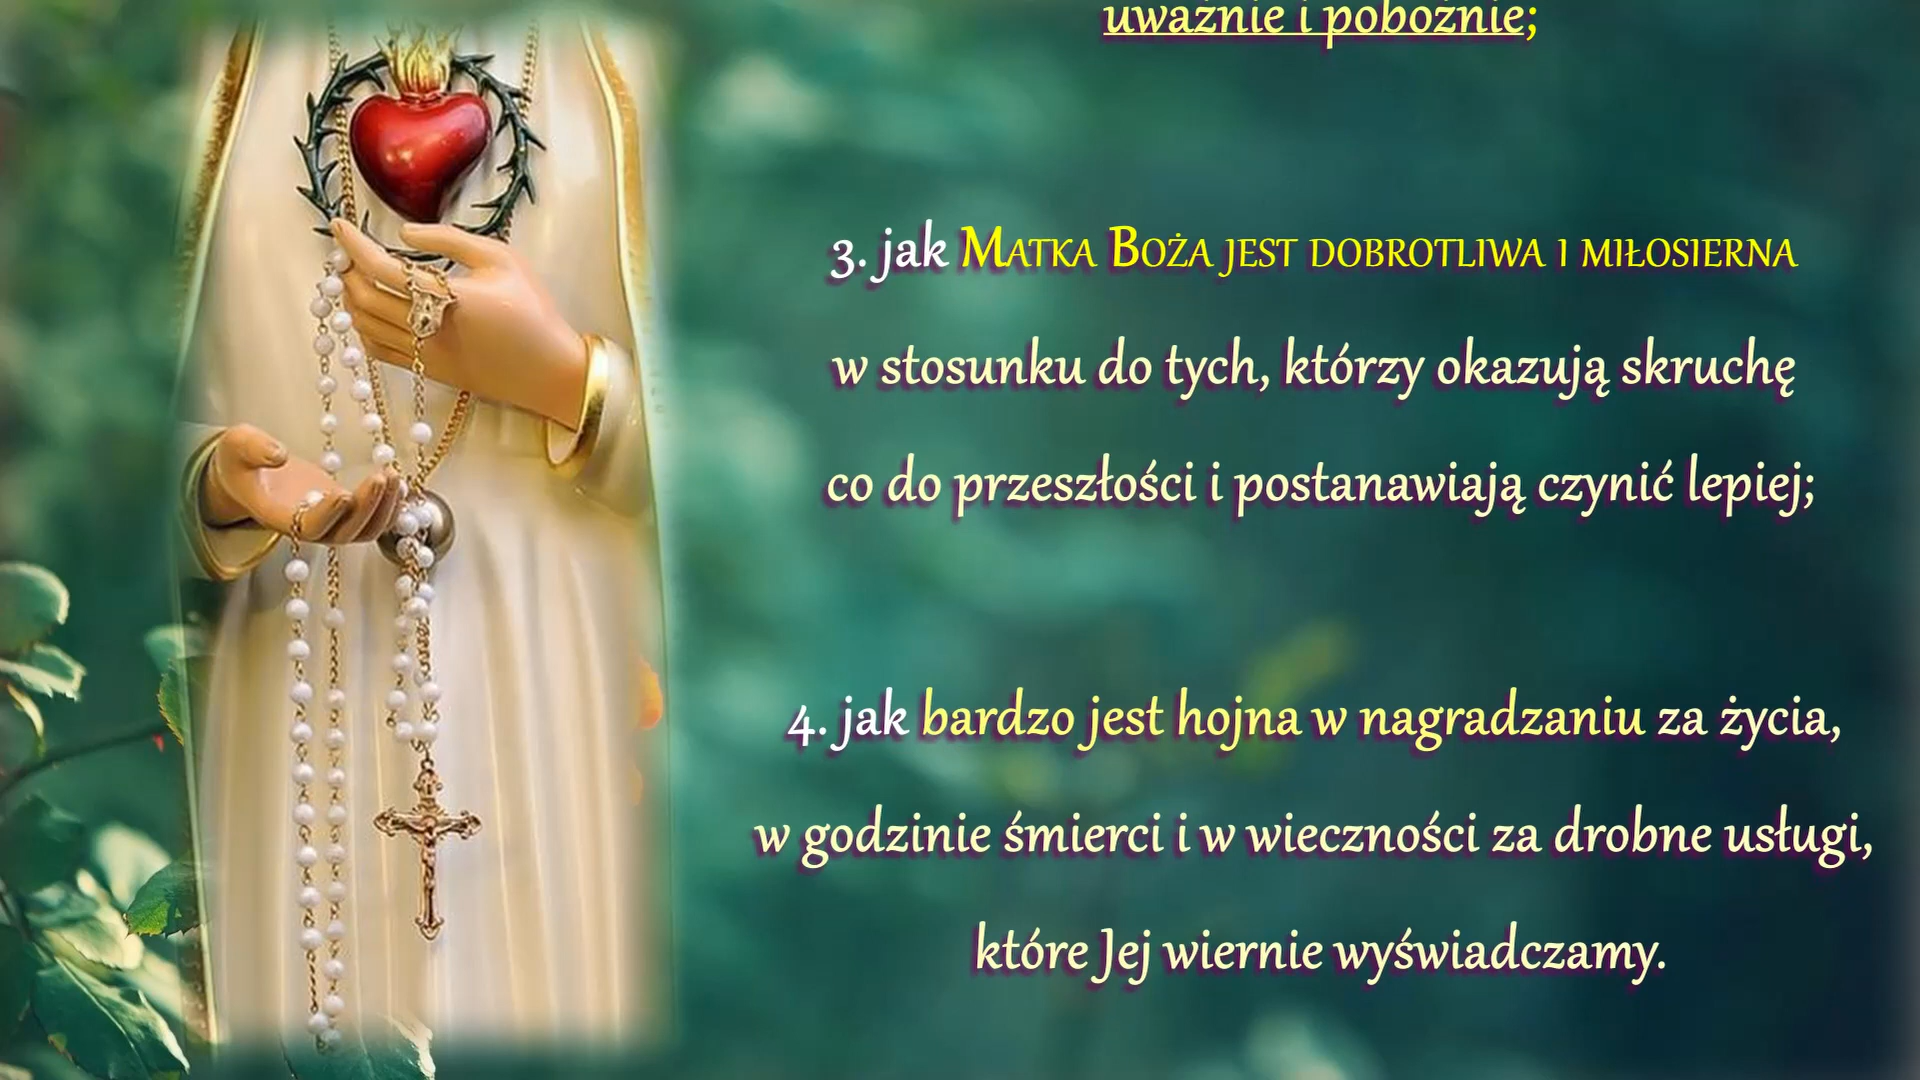 uważnie i pobożnie;
3. jak Matka Boża jest dobrotliwa i miłosierna
w stosunku do tych, którzy okazują skruchę
co do przeszłości i postanawiają czynić lepiej;
4. jak bardzo jest hojna w nagradzaniu za życia,
w godzinie śmierci i w wieczności za drobne usługi,
które Jej wiernie wyświadczamy.